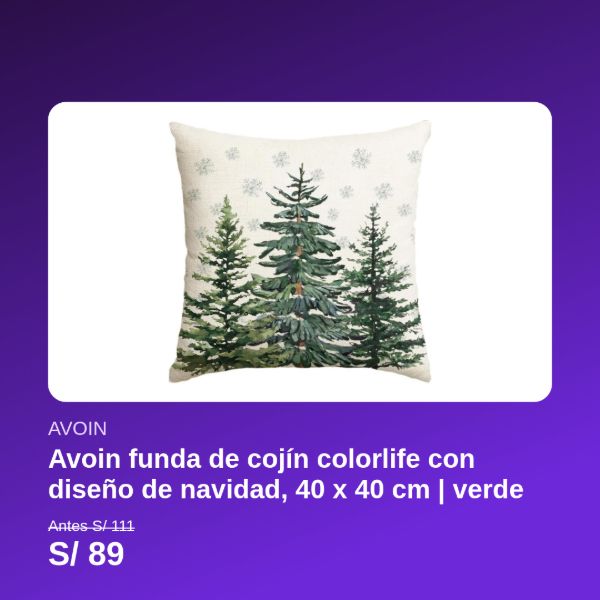 AVOIN
Avoin funda de cojín colorlife con
diseño de navidad, 40 x 40 cm | verde
Antes S/ 111
S/ 89